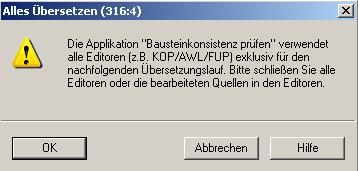 Alles Übersetzen (316:4)
Die Applikation "Bausteinkonsistenz prüfen" verwendet
alle Editoren (z.B. KOP/AWL/FUP) exklusiv für den
nachfolgenden Übersetzungslauf. Bitte schließen Sie alle
Editoren oder die bearbeiteten Quellen in den Editoren.
OK
Abbrechen
Hilfe